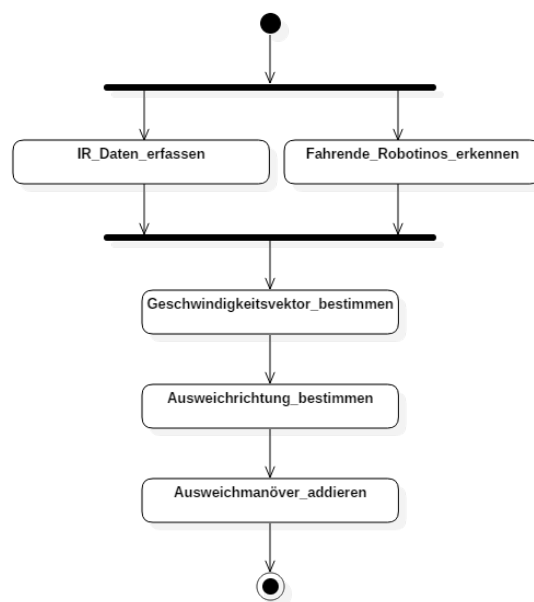 IR_Daten_erfassen
Fahrende_Robotinos_erkennen
Geschwindigkeitsvektor_bestimmen
Ausweichrichtung_bestimmen
Ausweichmanöver_addieren